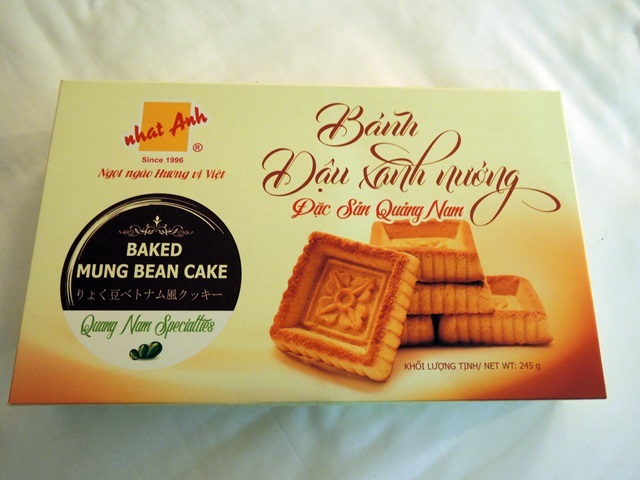 nhat Anh
®
Since 1996
Ngọt ngào Hương vị Việt
Bánh
Đậu xanh nướng
Đặc Sản Quảng Nam
BAKED
MUNG BEAN CAKE
りょく豆ベトナム風クッキー
Quang Nam Specialties
KHỐI LƯỢNG TỊNH/ NET WT: 245 g